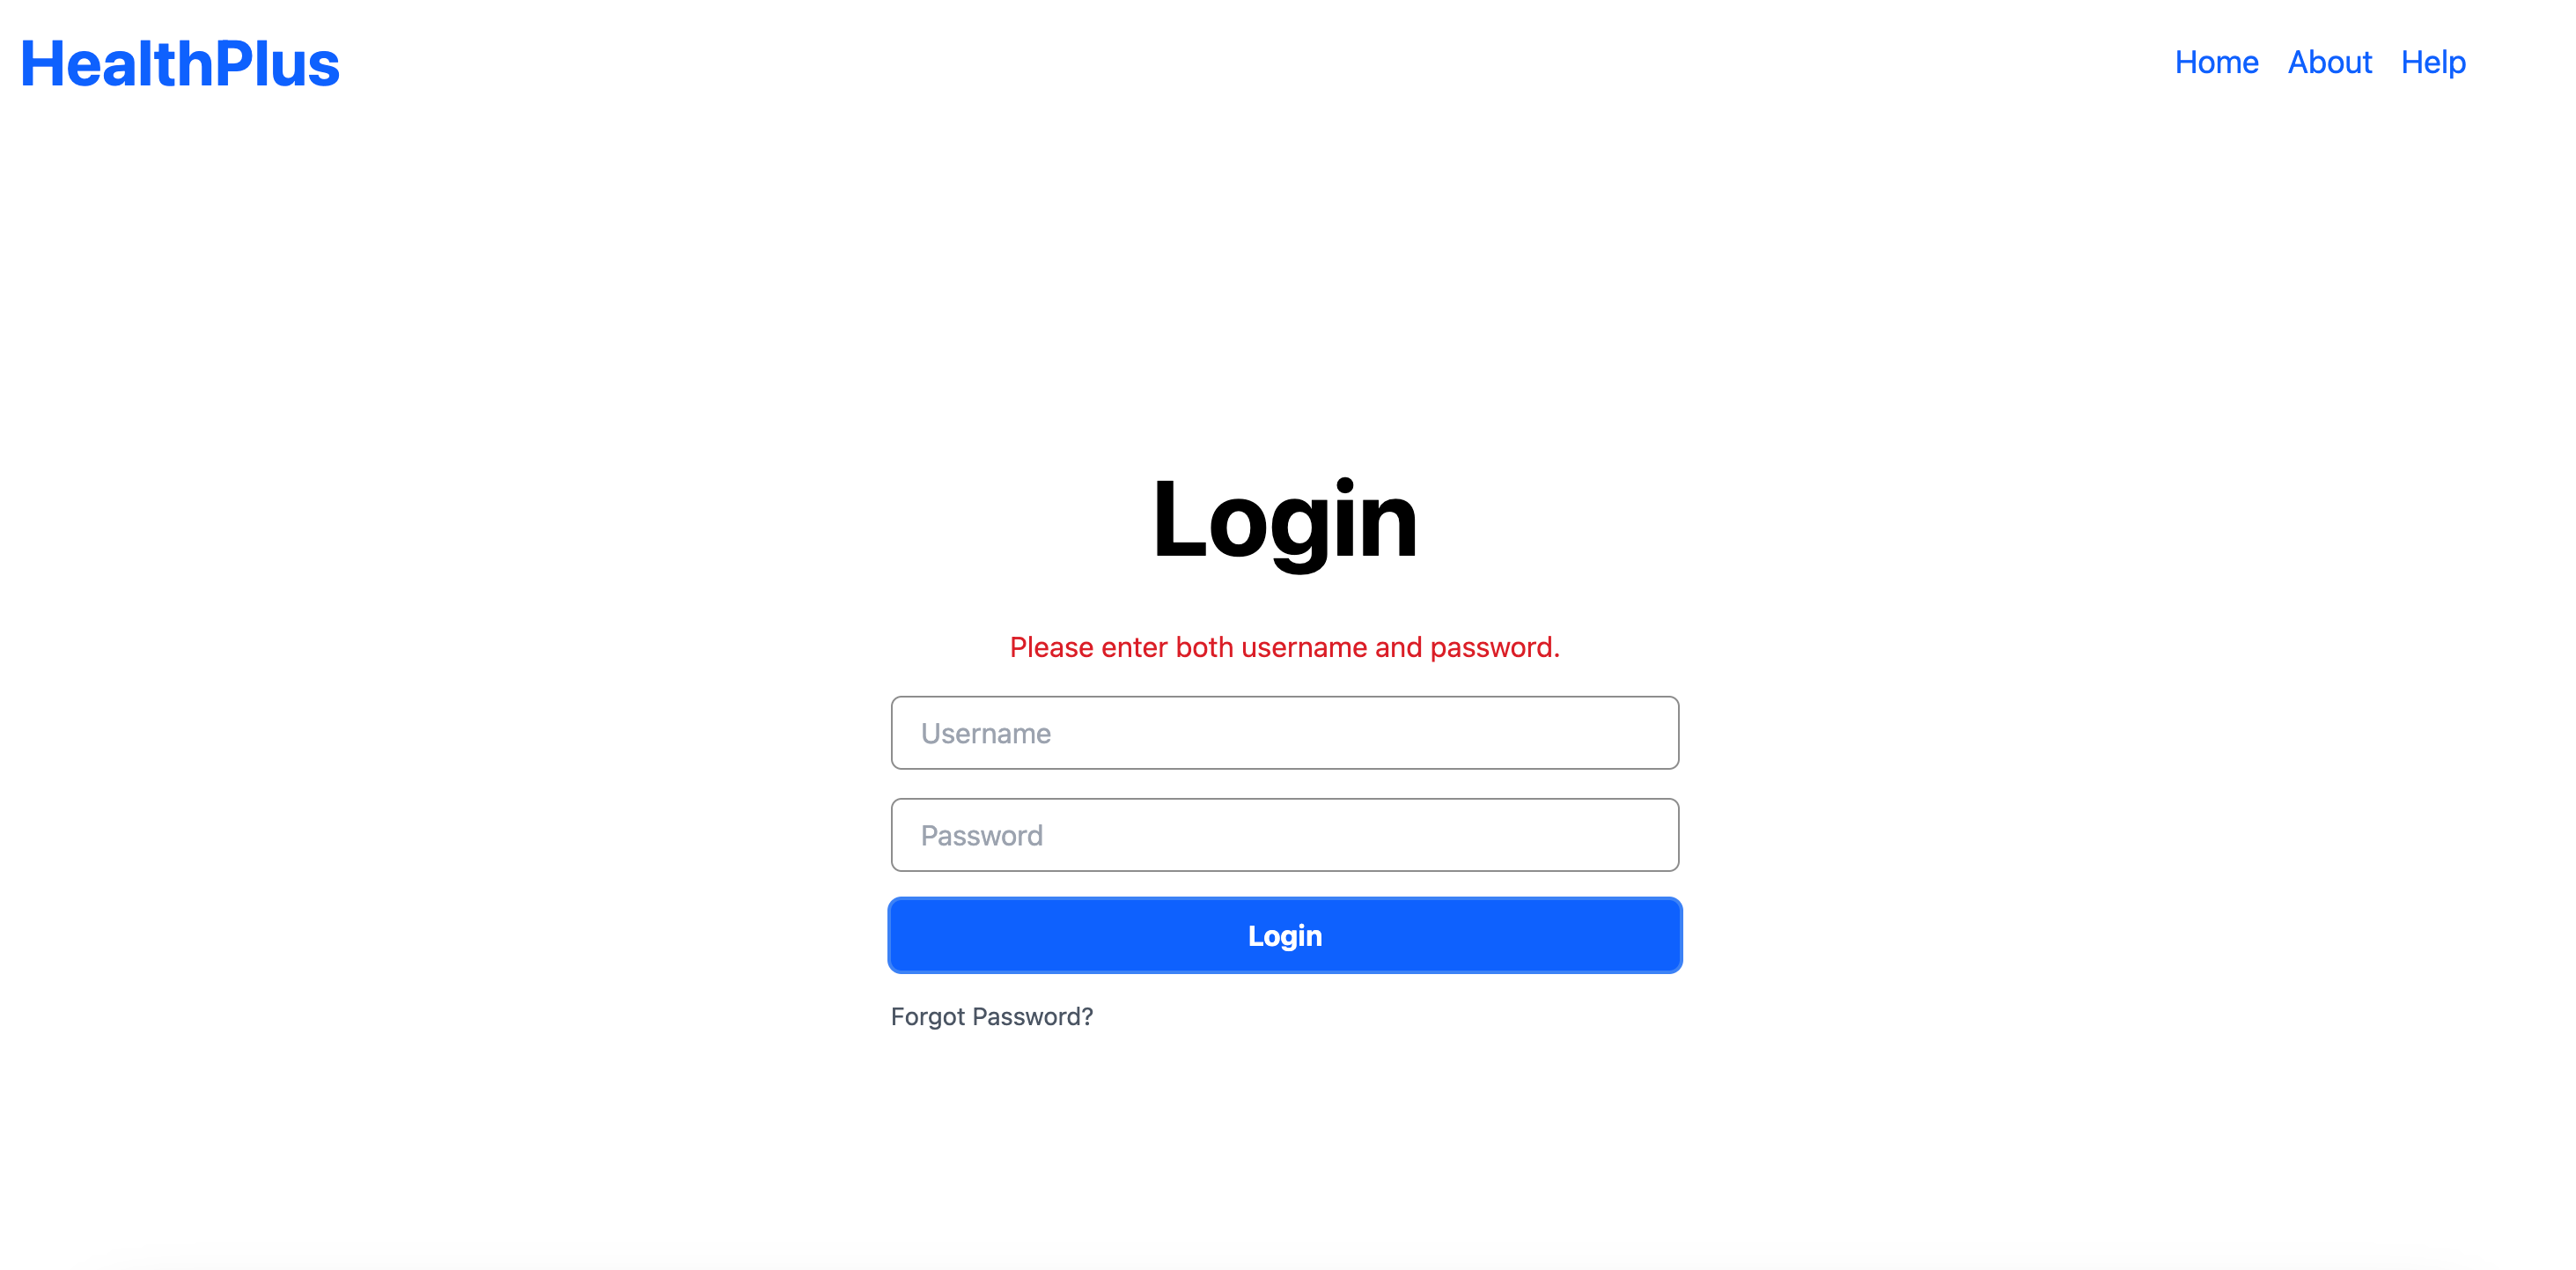 HealthPlus
Home About Help
Login
Please enter both username and password.
Username
Password
Login
Forgot Password?